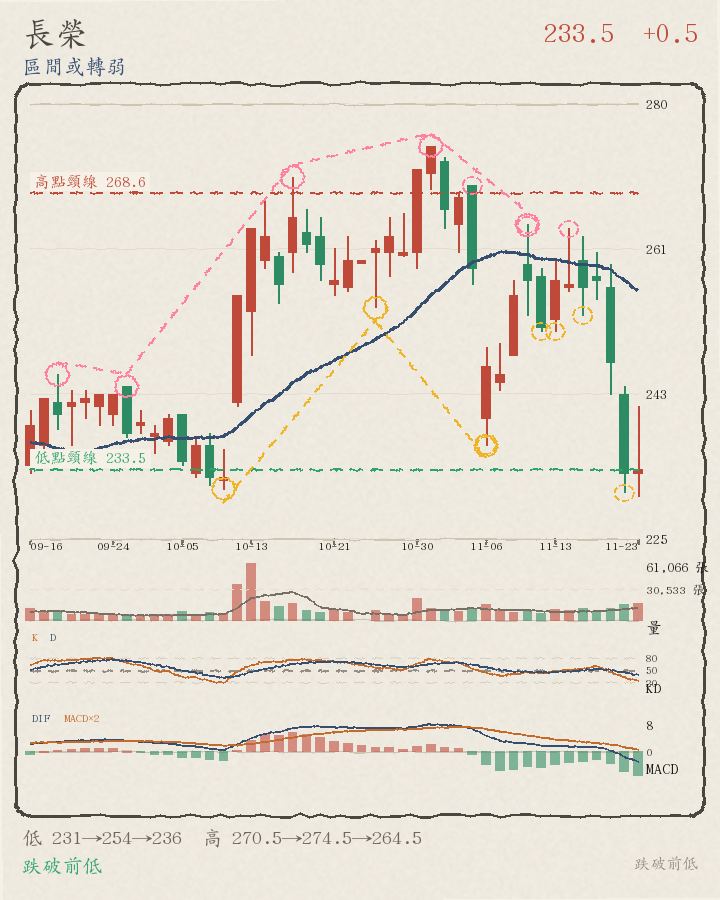 長榮
233.5 +0.5
區間或轉弱
280
高點頸線 268.6
261
243
低點頸線 233.5
225
09-16 09-24 10-05 10-13 10-21 10-30 11-06 11-13 11-23
61,066 張
30,533 張
量
K D
80
50
20
KD
DIF MACD×2
8
0
MACD
低 231→254→236 高 270.5→274.5→264.5
跌破前低
跌破前低